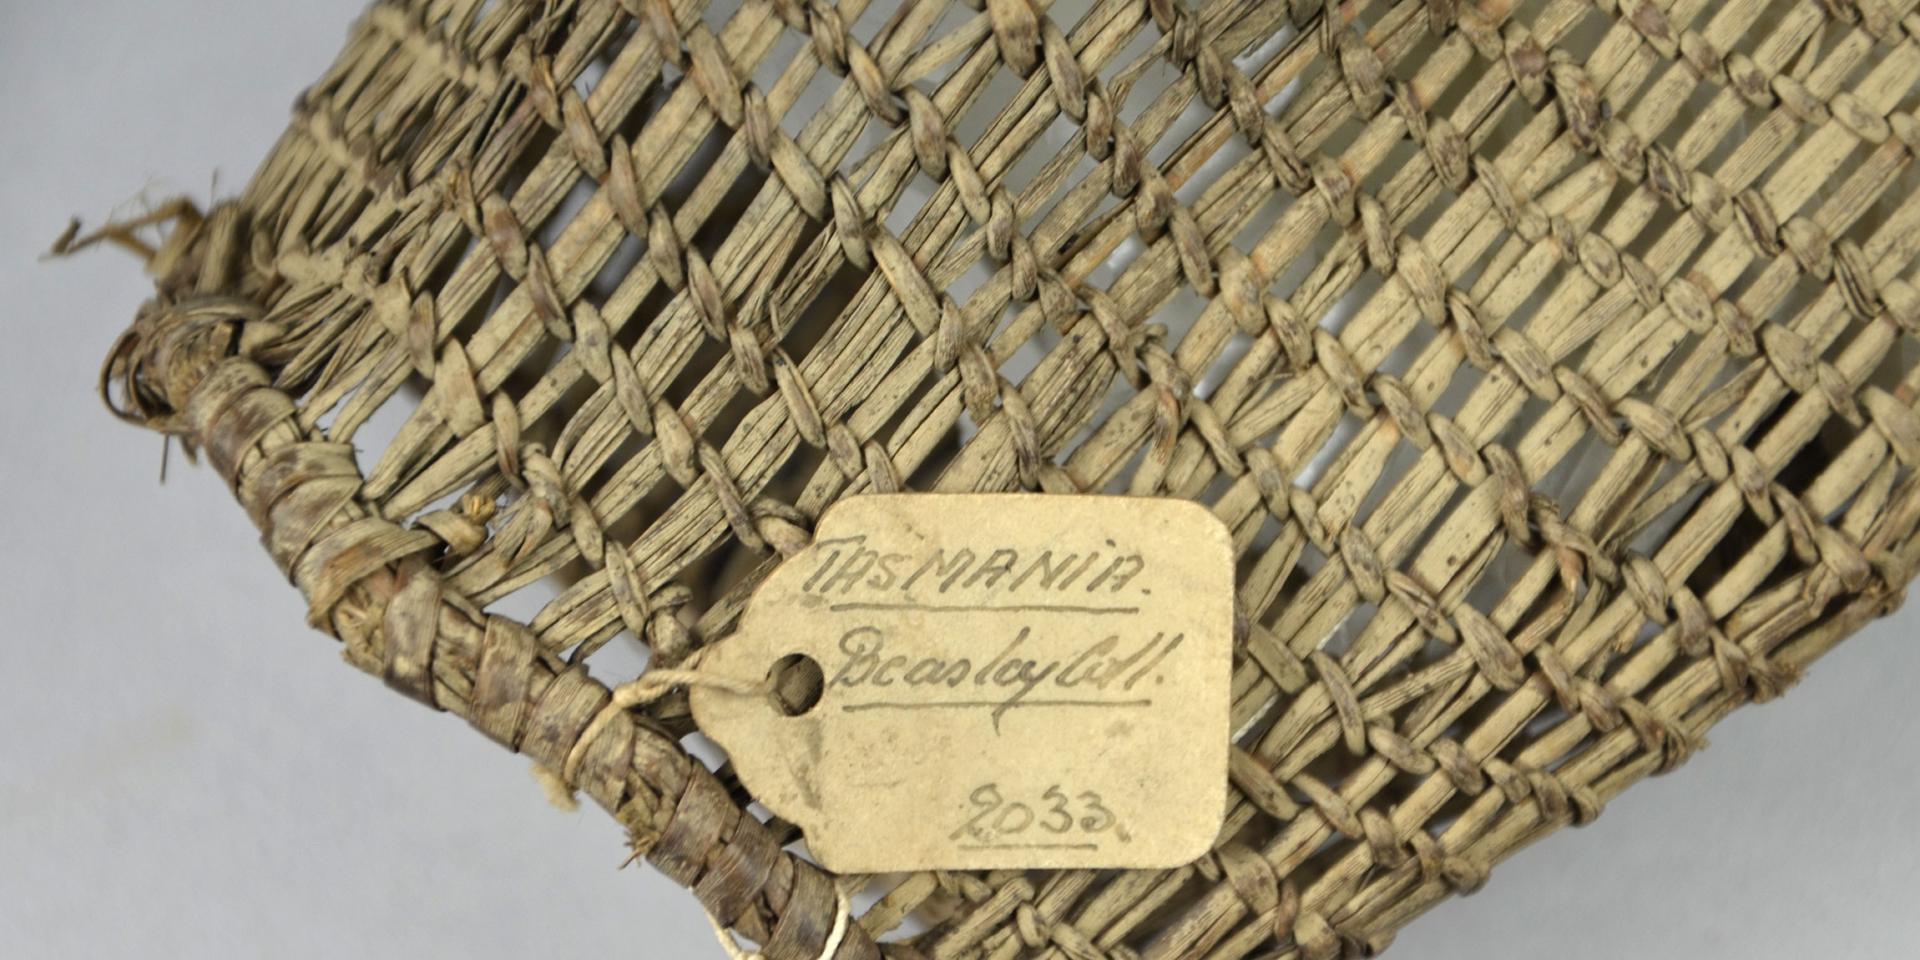 TASMANIA.
Beasley Coll.
2033.